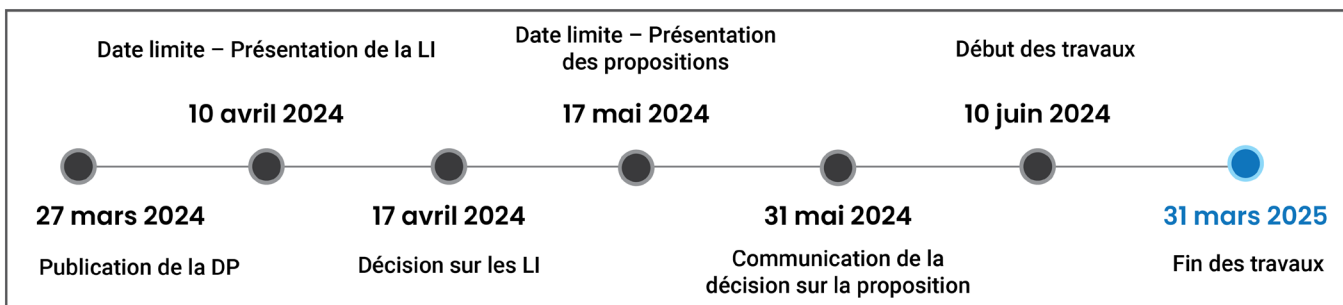 Date limite – Présentation de la LI
10 avril 2024
Date limite – Présentation
des propositions
17 mai 2024
Début des travaux
10 juin 2024
27 mars 2024
Publication de la DP
17 avril 2024
Décision sur les LI
31 mai 2024
Communication de la
décision sur la proposition
31 mars 2025
Fin des travaux